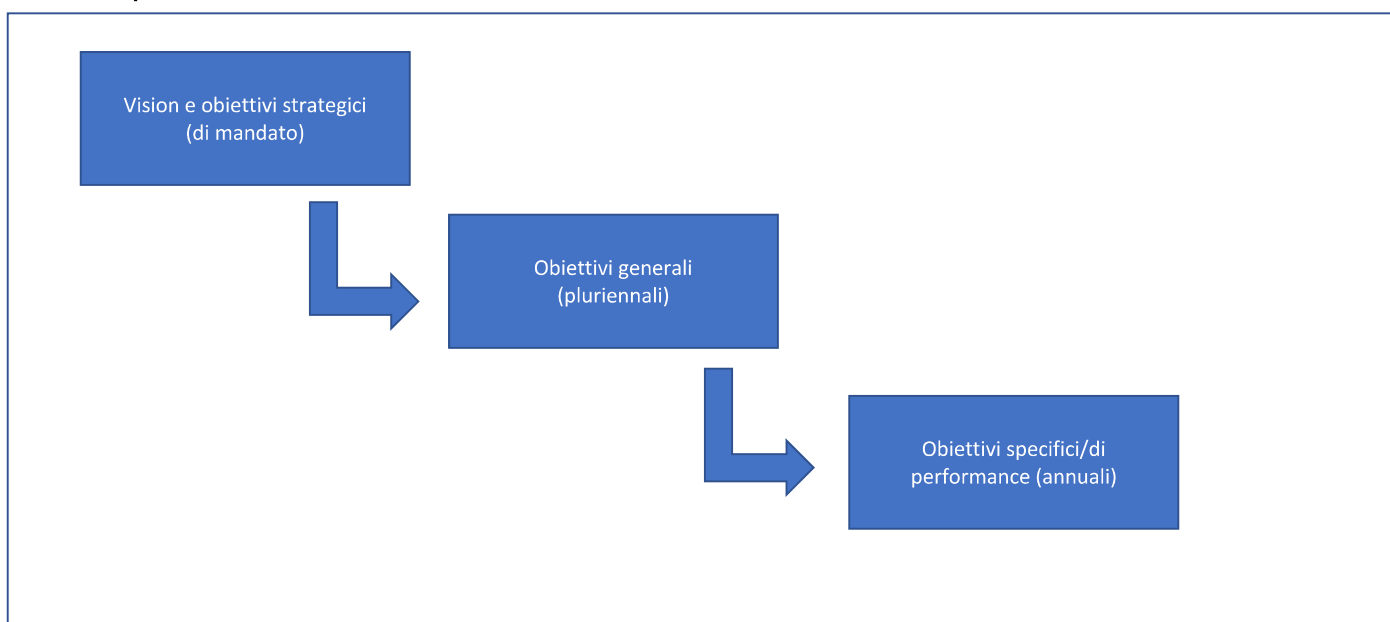 Vision e obiettivi strategici
(di mandato)
Obiettivi generali
(pluriennali)
Obiettivi specifici/di
performance (annuali)